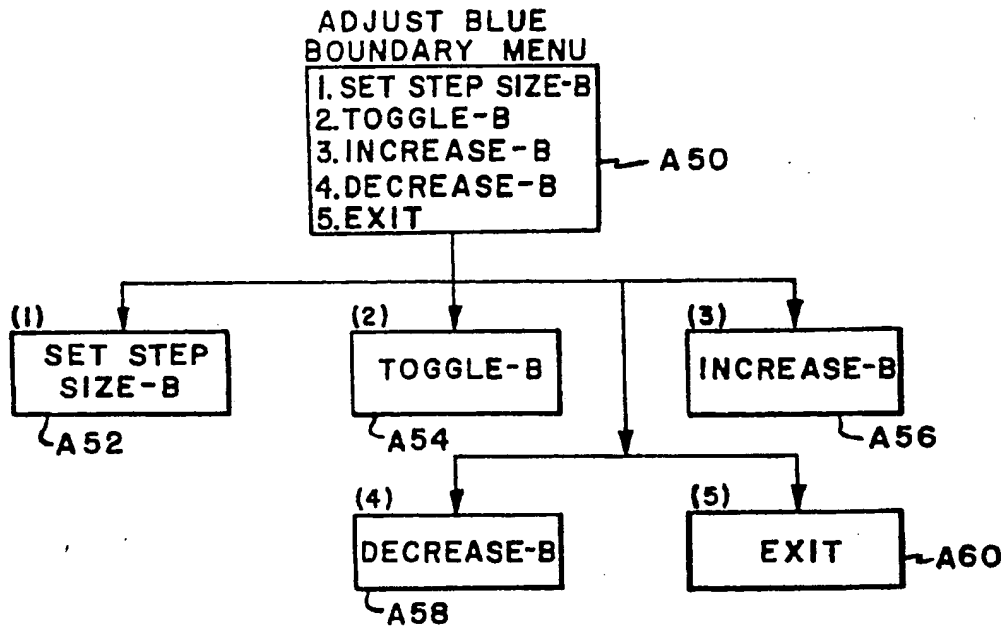 ADJUST BLUE
BOUNDARY MENU
1. SET STEP SIZE-B
2. TOGGLE-B
3. INCREASE-B
4. DECREASE-B
5. EXIT
A50
(1)
SET STEP
SIZE-B
A52
(2)
TOGGLE-B
A54
(3)
INCREASE-B
A56
(4)
DECREASE-B
A58
(5)
EXIT
A60